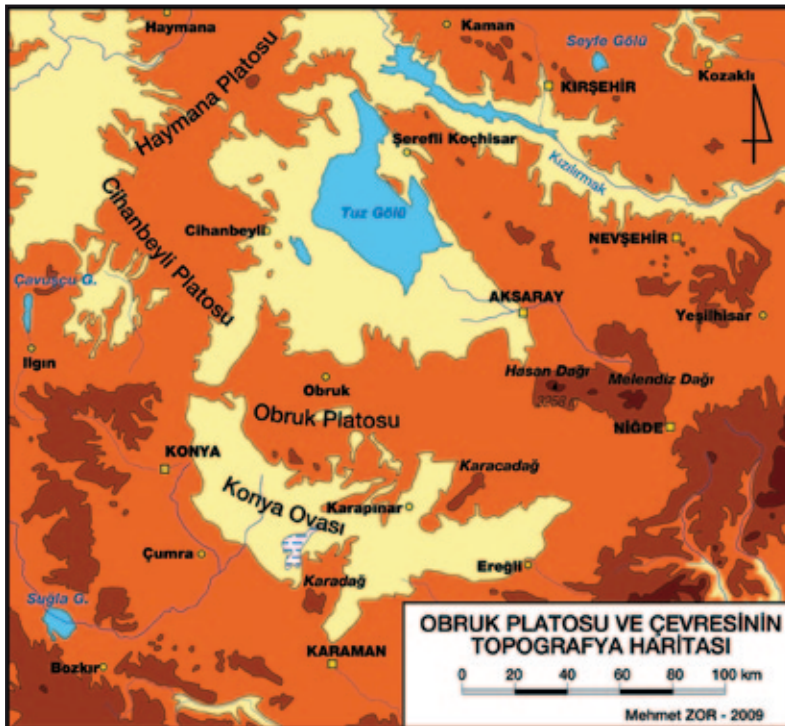 Haymana
Kaman
Seyfe Gölü
Kozaklı
KIRŞEHİR
Haymana Platosu
Şerefli Koçhisar
Kızılırmak
Cihanbeyli Platosu
Tuz Gölü
Cihanbeyli
NEVŞEHİR
Çavuşçu G.
AKSARAY
Yeşilhisar
Ilgın
Hasan Dağı
Melendiz Dağı
Obruk
Obruk Platosu
NİĞDE
KONYA
Karacadağ
Konya Ovası
Karapınar
Çumra
Ereğli
Karadağ
Suğla G.
Bozkır
KARAMAN
OBRUK PLATOSU VE ÇEVRESİNİN
TOPOGRAFYA HARİTASI
0 20 40 60 80 100 km
Mehmet ZOR - 2009